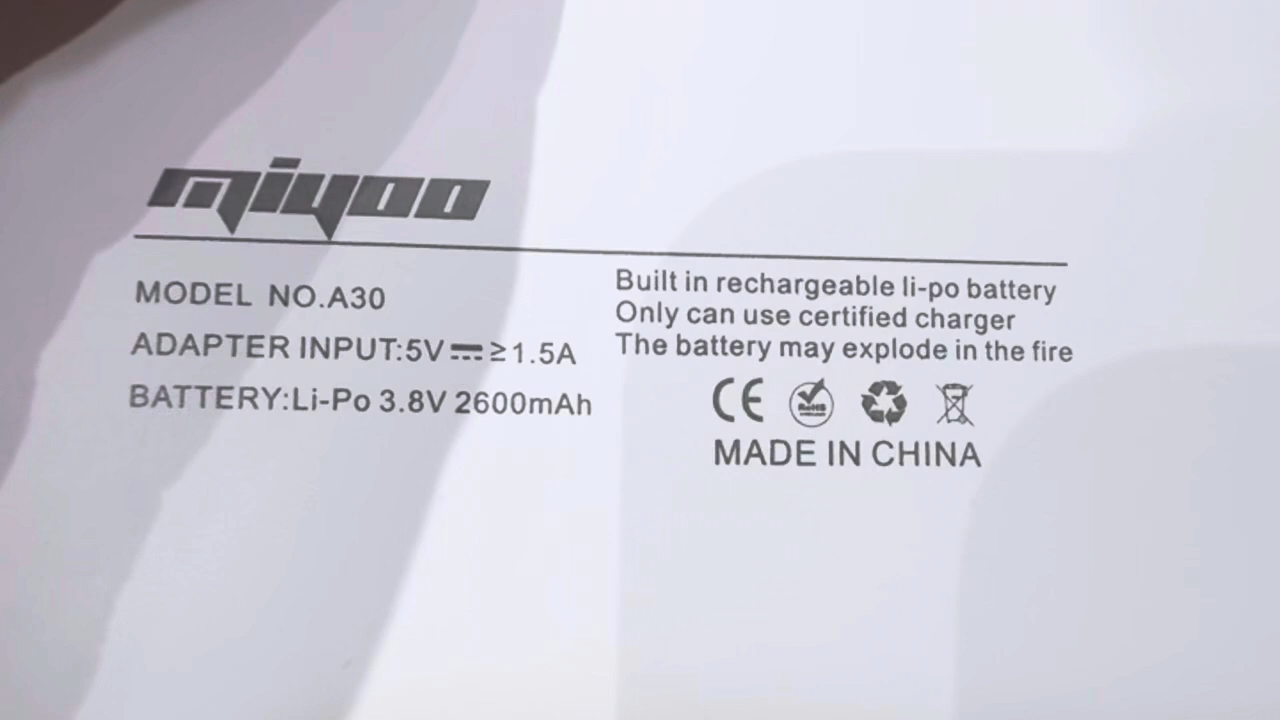 miyoo
MODEL NO.A30
ADAPTER INPUT:5V⎓≥1.5A
BATTERY:Li-Po 3.8V 2600mAh
Built in rechargeable li-po battery
Only can use certified charger
The battery may explode in the fire
CE RoHS
MADE IN CHINA